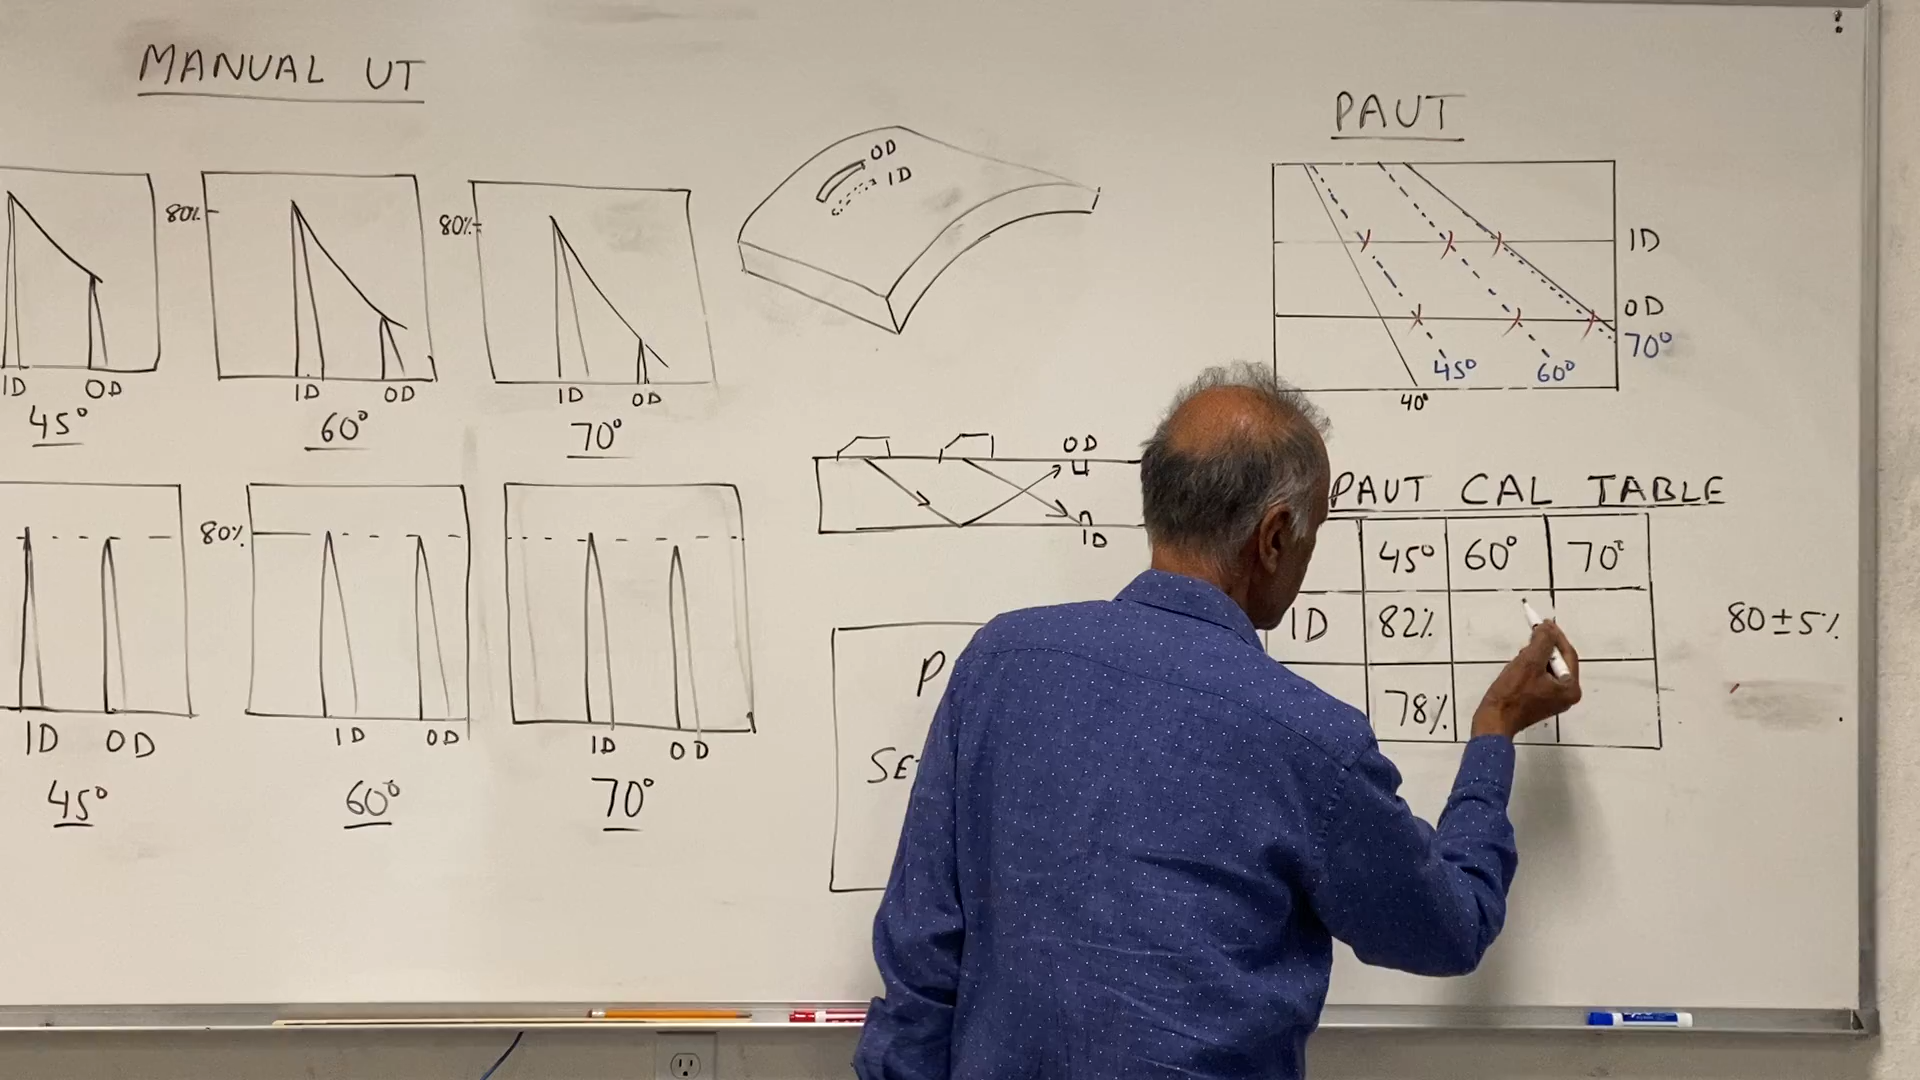 MANUAL UT
80%
ID OD
45°
80%
ID OD
60°
80%
ID OD
70°
ID OD
45°
80%
ID OD
60°
ID OD
70°
OD
ID
OD
ID
PAUT
ID
OD
70°
45° 60°
40°
PAUT CAL TABLE
45° 60° 70°
ID 82%
78%
80±5%